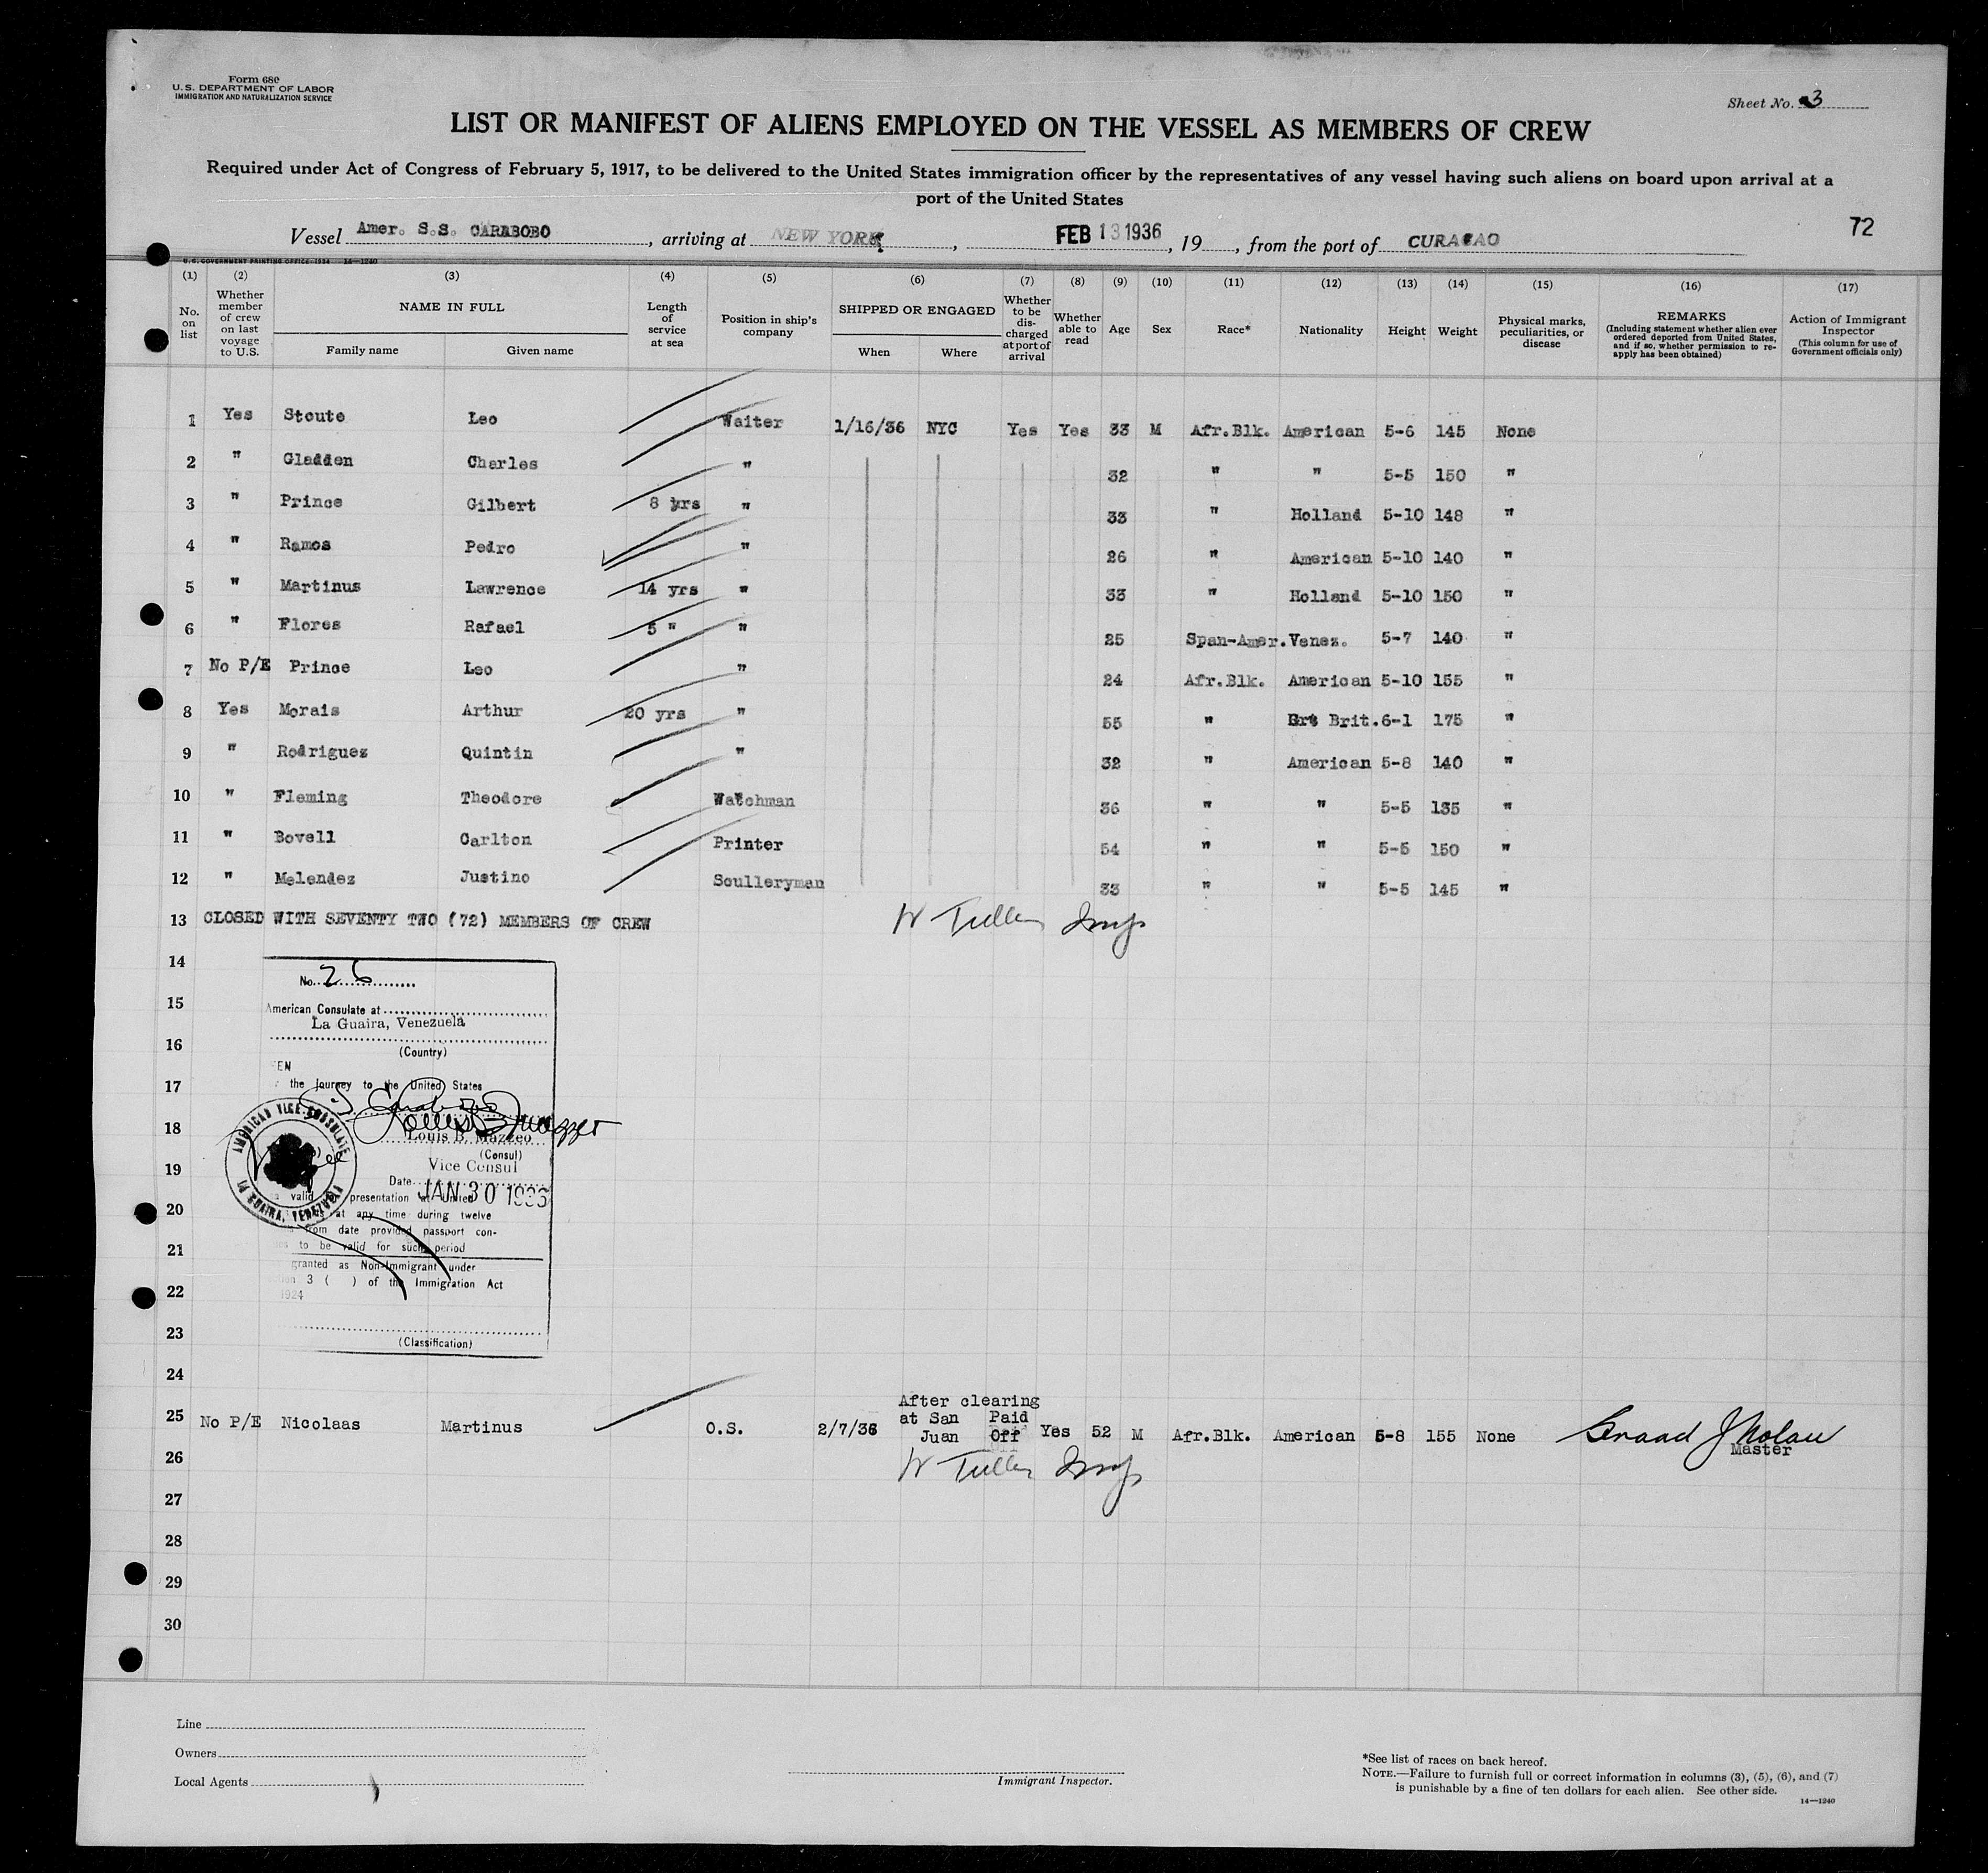 Form 680
U. S. DEPARTMENT OF LABOR
IMMIGRATION AND NATURALIZATION SERVICE
Sheet No. 3
LIST OR MANIFEST OF ALIENS EMPLOYED ON THE VESSEL AS MEMBERS OF CREW
Required under Act of Congress of February 5, 1917, to be delivered to the United States immigration officer by the representatives of any vessel having such aliens on board upon arrival at a
port of the United States
72
Vessel Amer. S.S. CARABOBO, arriving at NEW YORK, FEB 13 1936, 19, from the port of CURACAO
U. S. GOVERNMENT PRINTING OFFICE: 1934 14—1240
(1) (2) (3) (4) (5) (6) (7) (8) (9) (10) (11) (12) (13) (14) (15) (16) (17)
No. on list
Whether member of crew on last voyage to U.S.
NAME IN FULL
Family name Given name
Length of service at sea
Position in ship's company
SHIPPED OR ENGAGED
When Where
Whether to be discharged at port of arrival
Whether able to read
Age
Sex
Race*
Nationality
Height
Weight
Physical marks, peculiarities, or disease
REMARKS
(Including statement whether alien ever ordered deported from United States, and if so, whether permission to re-apply has been obtained)
Action of Immigrant Inspector
(This column for use of Government officials only)
1 Yes Stoute Leo Waiter 1/16/36 NYC Yes Yes 33 M Afr.Blk. American 5-6 145 None
2 " Gladden Charles " 32 " " 5-5 150 "
3 " Prince Gilbert 8 yrs " 33 " Holland 5-10 148 "
4 " Ramos Pedro " 26 " American 5-10 140 "
5 " Martinus Lawrence 14 yrs " 33 " Holland 5-10 150 "
6 " Flores Rafael 5 " " 25 Span-Amer. Venez. 5-7 140 "
7 No P/E Prince Leo " 24 Afr.Blk. American 5-10 155 "
8 Yes Morais Arthur 20 yrs " 55 " Grt Brit. 6-1 175 "
9 " Rodriguez Quintin " 32 " American 5-8 140 "
10 " Fleming Theodore Watchman 36 " " 5-5 135 "
11 " Bovell Carlton Printer 54 " " 5-5 150 "
12 " Melendez Justino Soulleryman 33 " " 5-5 145 "
13 CLOSED WITH SEVENTY TWO (72) MEMBERS OF CREW
14
No. 26
15
American Consulate at
La Guaira, Venezuela
16
(Country)
EN
17
the Journey to the United States
18
Louis B. Mazzeo
(Consul)
AMERICAN VICE-CONSULATE
LA GUAIRA, VENEZUELA
19
Vice Consul
Date JAN 30 1936
valid presentation at United
20
at any time during twelve
from date provided passport con-
21
to be valid for such period
granted as Non-Immigrant under
22
3 ( ) of the Immigration Act
1924
23
(Classification)
24
After clearing
at San Juan
Paid Off
25 No P/E Nicolaas Martinus O.S. 2/7/36 Yes 52 M Afr.Blk. American 5-8 155 None
Master
26
27
28
29
30
Line
Owners
Local Agents
Immigrant Inspector.
*See list of races on back hereof.
NOTE.—Failure to furnish full or correct information in columns (3), (5), (6), and (7)
is punishable by a fine of ten dollars for each alien. See other side.
14—1240